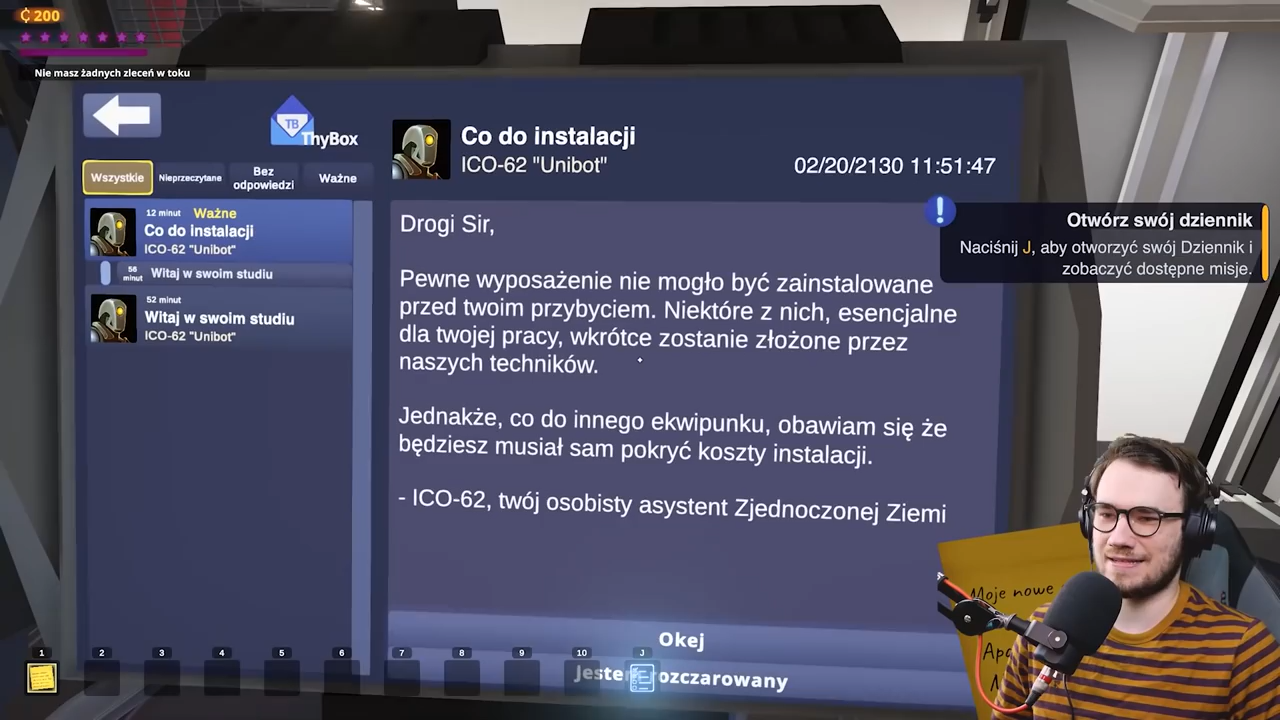 200
Nie masz żadnych zleceń w toku
TB
ThyBox
Wszystkie
Nieprzeczytane
Bez
odpowiedzi
Ważne
12 minut Ważne
Co do instalacji
ICO-62 "Unibot"
56
minut
Witaj w swoim studiu
52 minut
Witaj w swoim studiu
ICO-62 "Unibot"
Co do instalacji
ICO-62 "Unibot"
02/20/2130 11:51:47
Drogi Sir,
Pewne wyposażenie nie mogło być zainstalowane
przed twoim przybyciem. Niektóre z nich, esencjalne
dla twojej pracy, wkrótce zostanie złożone przez
naszych techników.
Jednakże, co do innego ekwipunku, obawiam się że
będziesz musiał sam pokryć koszty instalacji.
- ICO-62, twój osobisty asystent Zjednoczonej Ziemi
Okej
rozczarowany
!
Otwórz swój dziennik
Naciśnij J, aby otworzyć swój Dziennik i
zobaczyć dostępne misje.
Moje nowe
1 2 3 4 5 6 7 8 9 10 J